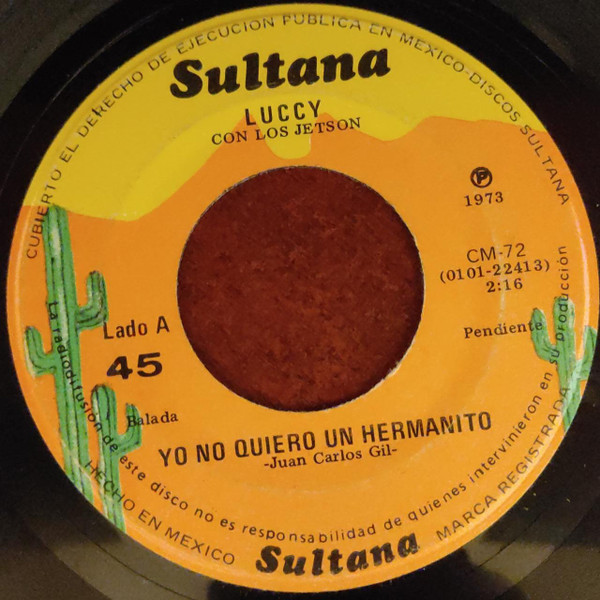 CUBIERTO EL DERECHO DE EJECUCION PUBLICA EN MEXICO-DISCOS SULTANA
Sultana
LUCCY
CON LOS JETSON
Ⓟ
1973
CM-72
(0101-22413)
2:16
Pendiente
Lado A
45
Balada
YO NO QUIERO UN HERMANITO
-Juan Carlos Gil-
La radiodifusión de este disco no es responsabilidad de quienes intervinieron en su producción
HECHO EN MEXICO
Sultana
MARCA REGISTRADA